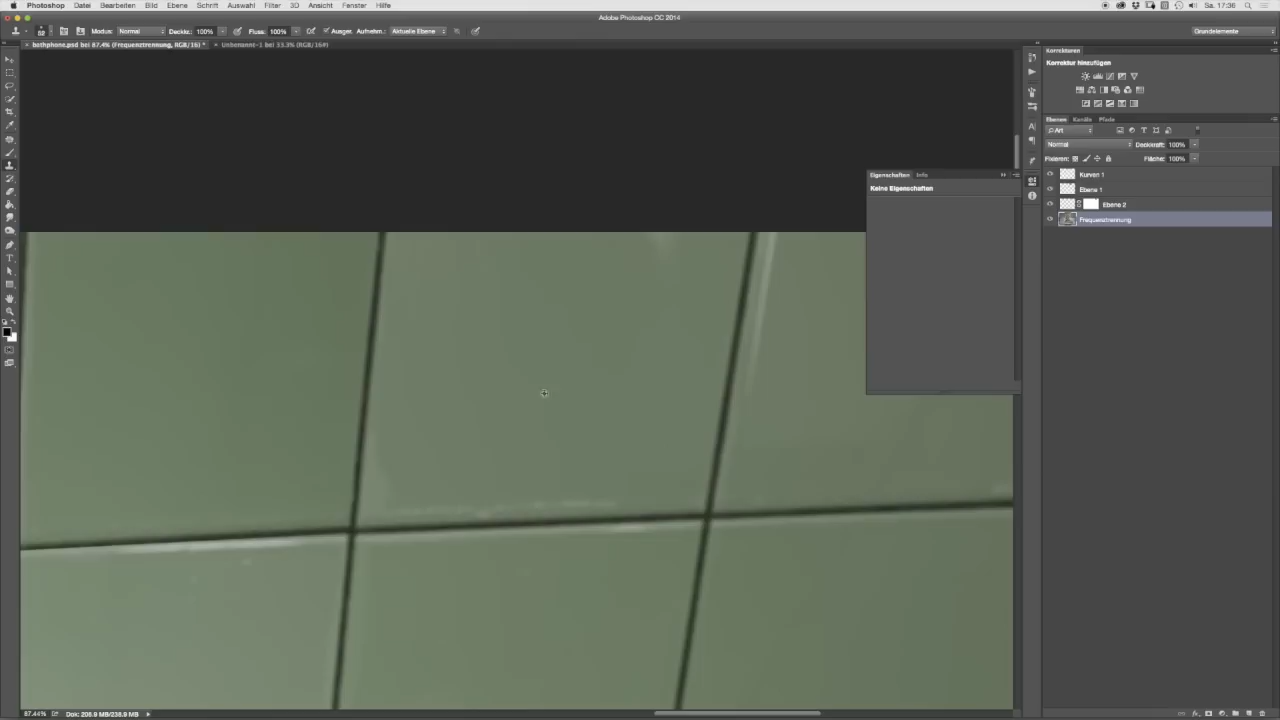 Photoshop Datei Bearbeiten Bild Ebene Schrift Auswahl Filter 3D Ansicht Fenster Hilfe Sa. 17:36
Adobe Photoshop CC 2014
Modus: Normal Deckkr.: 100% Fluss: 100% Ausger. Aufnehm.: Aktuelle Ebene Grundelemente
bathphone.psd bei 87.4% (Frequenztrennung, RGB/16) * Unbenannt-1 bei 33.3% (RGB/16#)
Korrekturen
Korrektur hinzufügen
Ebenen Kanäle Pfade
Art
Normal Deckkraft: 100%
Fixieren: Fläche: 100%
Eigenschaften Info
Keine Eigenschaften
Kurven 1
Ebene 1
Ebene 2
Frequenztrennung
87.44% Dok: 206.9 MB/238.9 MB